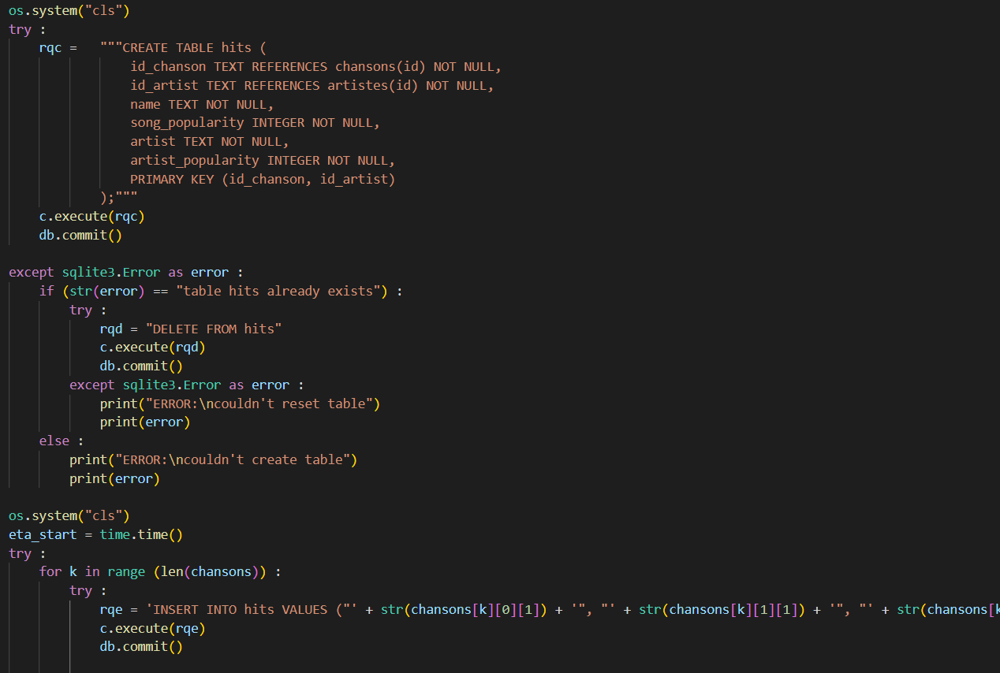 os.system("cls")
try :
    rqc =   """CREATE TABLE hits (
                id_chanson TEXT REFERENCES chansons(id) NOT NULL,
                id_artist TEXT REFERENCES artistes(id) NOT NULL,
                name TEXT NOT NULL,
                song_popularity INTEGER NOT NULL,
                artist TEXT NOT NULL,
                artist_popularity INTEGER NOT NULL,
                PRIMARY KEY (id_chanson, id_artist)
            );"""
    c.execute(rqc)
    db.commit()

except sqlite3.Error as error :
    if (str(error) == "table hits already exists") :
        try :
            rqd = "DELETE FROM hits"
            c.execute(rqd)
            db.commit()
        except sqlite3.Error as error :
            print("ERROR:\ncouldn't reset table")
            print(error)
    else :
        print("ERROR:\ncouldn't create table")
        print(error)

os.system("cls")
eta_start = time.time()
try :
    for k in range (len(chansons)) :
        try :
            rqe = 'INSERT INTO hits VALUES ("' + str(chansons[k][0][1]) + '", "' + str(chansons[k][1][1]) + '", "' + str(chansons[k
            c.execute(rqe)
            db.commit()